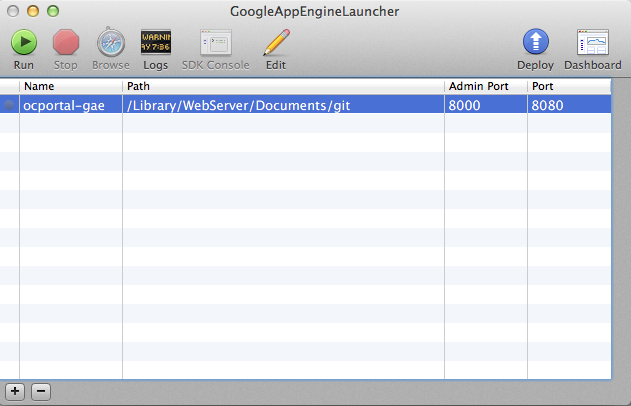 GoogleAppEngineLauncher
WARNIN
AY 7:36
Run Stop Browse Logs SDK Console Edit Deploy Dashboard
Name Path Admin Port Port
ocportal-gae /Library/WebServer/Documents/git 8000 8080